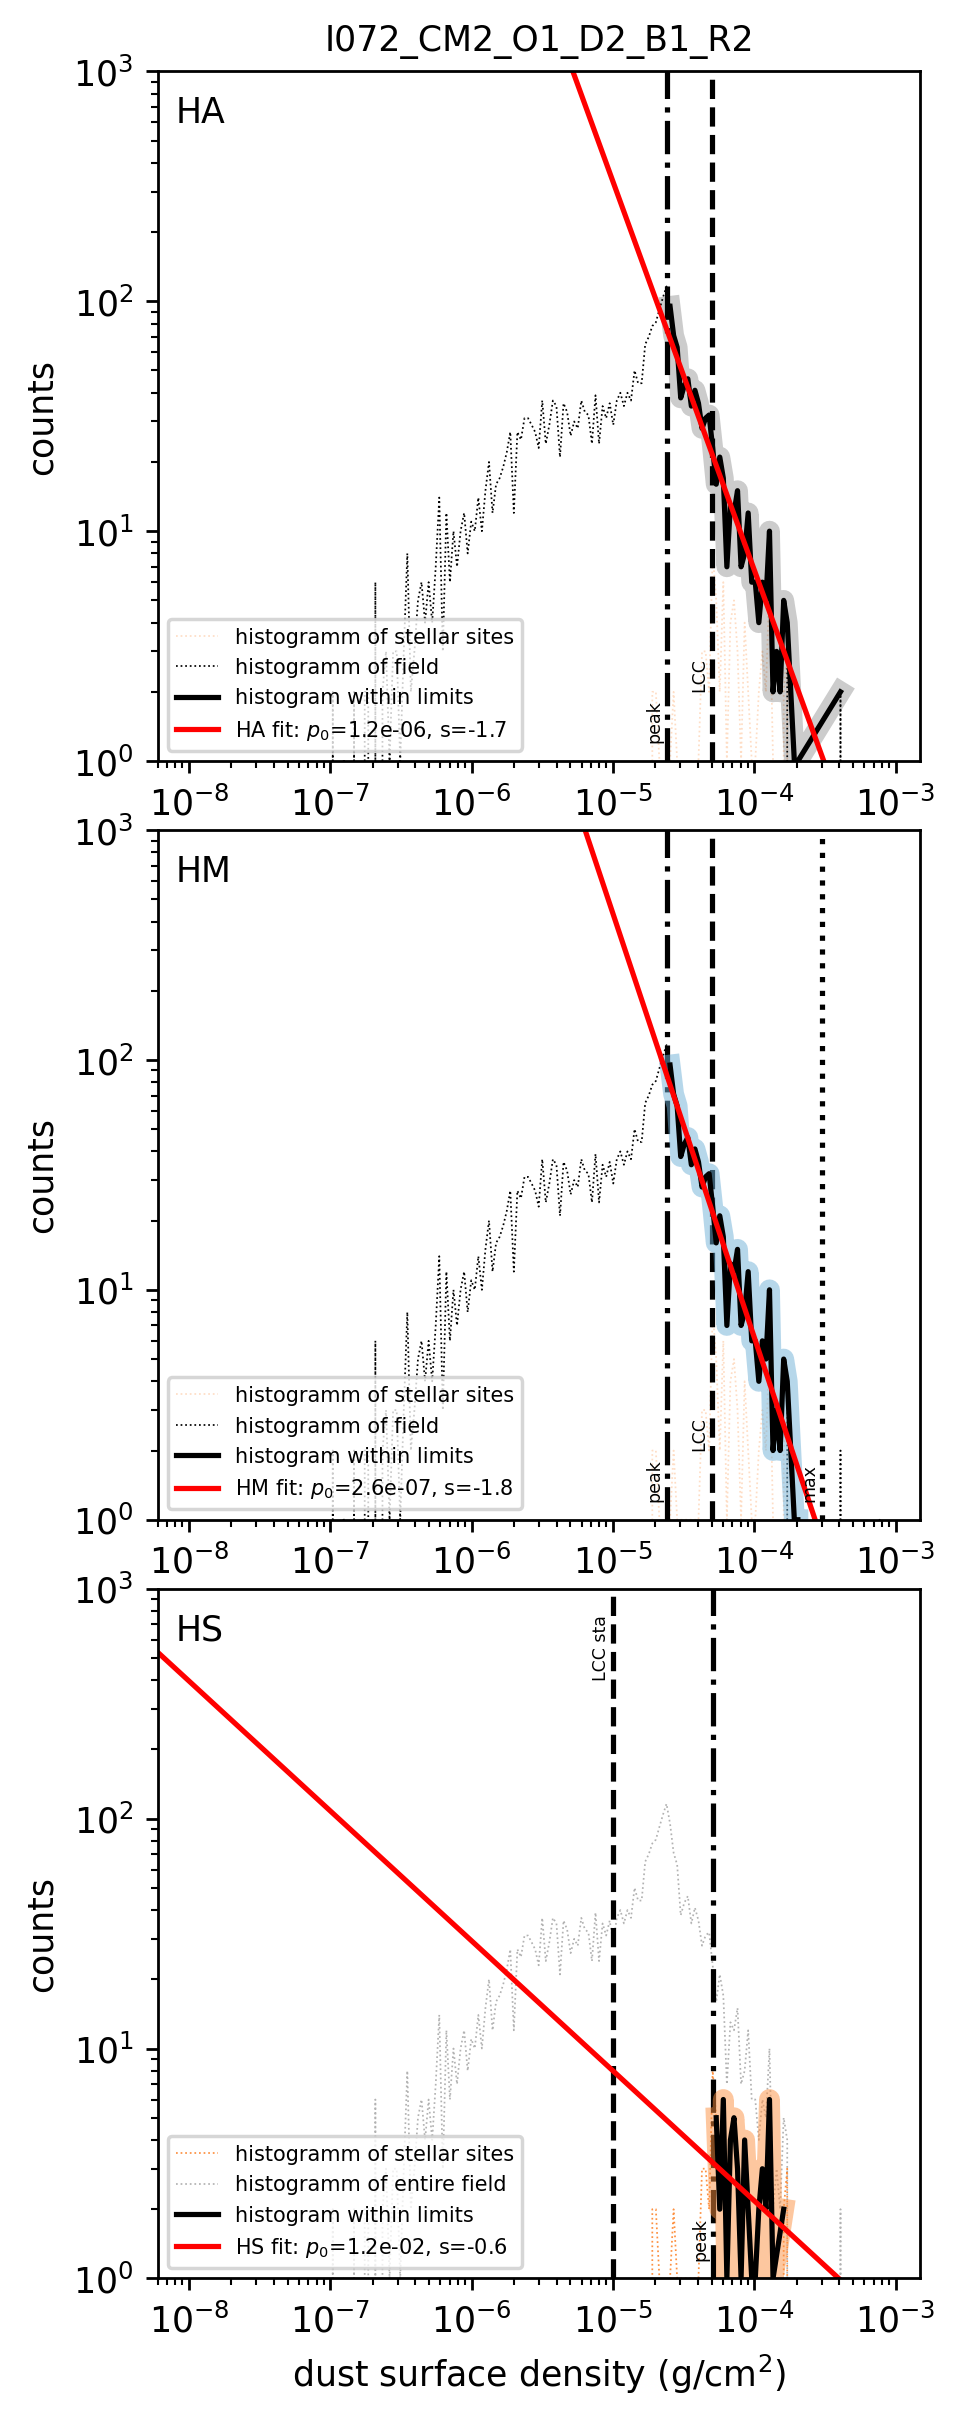 I072_CM2_O1_D2_B1_R2
HA
10³
10²
10¹
10⁰
counts
peak
LCC
histogramm of stellar sites
histogramm of field
histogram within limits
HA fit: p₀=1.2e-06, s=-1.7
10⁻⁸ 10⁻⁷ 10⁻⁶ 10⁻⁵ 10⁻⁴ 10⁻³
HM
10³
10²
10¹
10⁰
counts
peak
LCC
max
histogramm of stellar sites
histogramm of field
histogram within limits
HM fit: p₀=2.6e-07, s=-1.8
10⁻⁸ 10⁻⁷ 10⁻⁶ 10⁻⁵ 10⁻⁴ 10⁻³
HS
10³
10²
10¹
10⁰
counts
LCC sta
peak
histogramm of stellar sites
histogramm of entire field
histogram within limits
HS fit: p₀=1.2e-02, s=-0.6
10⁻⁸ 10⁻⁷ 10⁻⁶ 10⁻⁵ 10⁻⁴ 10⁻³
dust surface density (g/cm²)